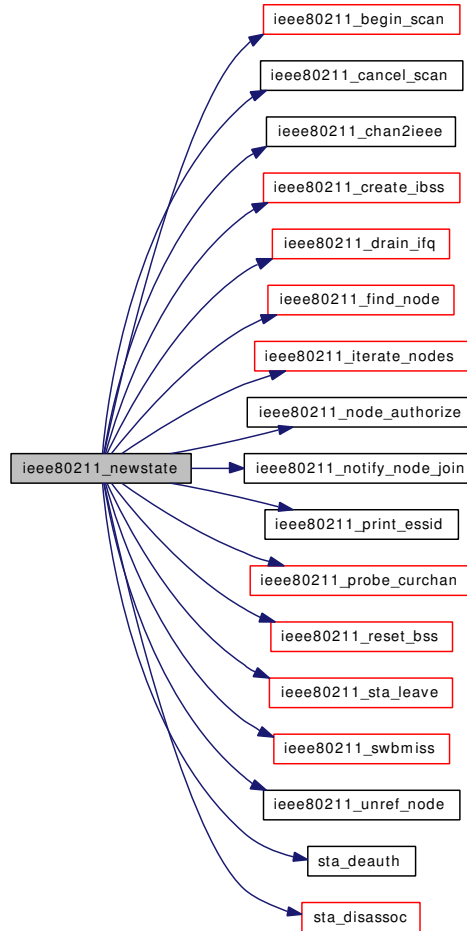 ieee80211_begin_scan
ieee80211_cancel_scan
ieee80211_chan2ieee
ieee80211_create_ibss
ieee80211_drain_ifq
ieee80211_find_node
ieee80211_iterate_nodes
ieee80211_node_authorize
ieee80211_newstate
ieee80211_notify_node_join
ieee80211_print_essid
ieee80211_probe_curchan
ieee80211_reset_bss
ieee80211_sta_leave
ieee80211_swbmiss
ieee80211_unref_node
sta_deauth
sta_disassoc